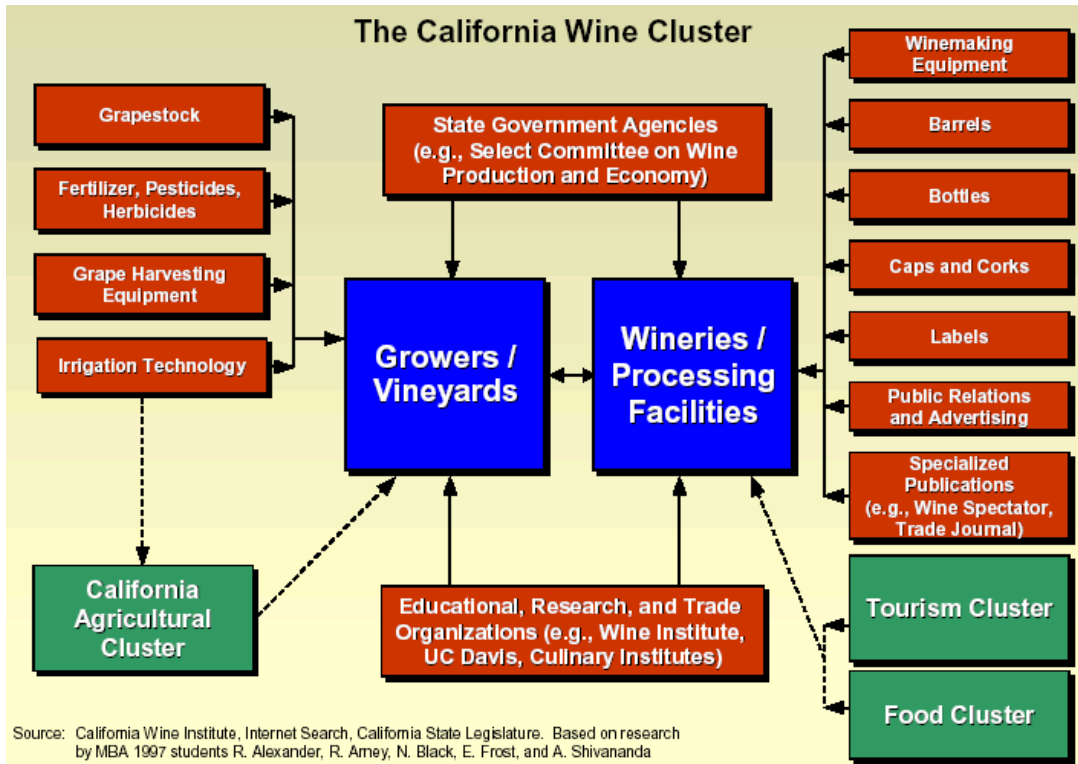 The California Wine Cluster
Grapestock
Fertilizer, Pesticides,
Herbicides
Grape Harvesting
Equipment
Irrigation Technology
State Government Agencies
(e.g., Select Committee on Wine
Production and Economy)
Growers /
Vineyards
Wineries /
Processing
Facilities
Winemaking
Equipment
Barrels
Bottles
Caps and Corks
Labels
Public Relations
and Advertising
Specialized
Publications
(e.g., Wine Spectator,
Trade Journal)
California
Agricultural
Cluster
Educational, Research, and Trade
Organizations (e.g., Wine Institute,
UC Davis, Culinary Institutes)
Tourism Cluster
Food Cluster
Source: California Wine Institute, Internet Search, California State Legislature. Based on research
by MBA 1997 students R. Alexander, R. Arney, N. Black, E. Frost, and A. Shivananda